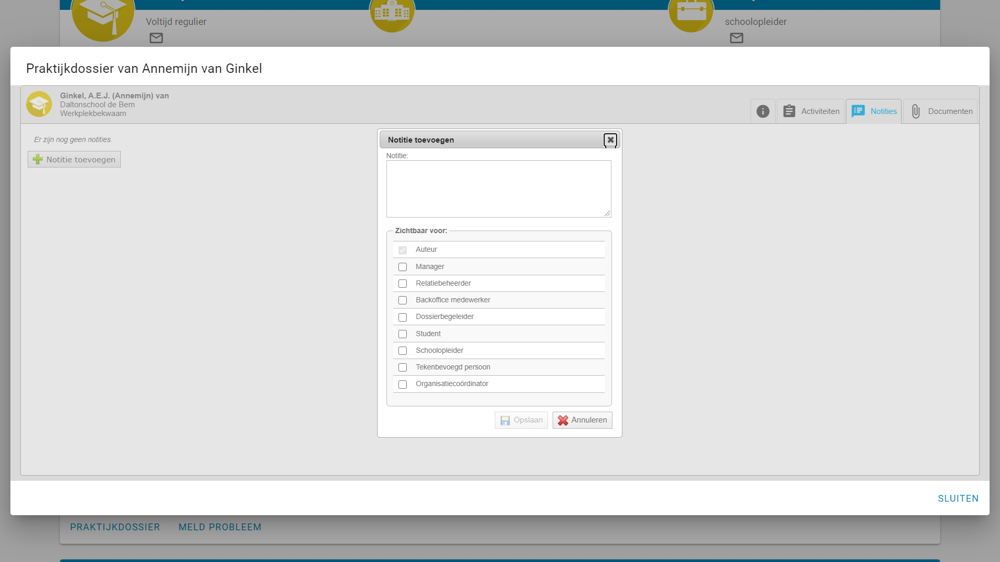 Voltijd regulier
schoolopleider
Praktijkdossier van Annemijn van Ginkel
Ginkel, A.E.J. (Annemijn) van
Daltonschool de Bem
Werkplekbekwaam
Activiteiten
Notities
Documenten
Er zijn nog geen notities.
Notitie toevoegen
Notitie toevoegen
Notitie:
Zichtbaar voor:
Auteur
Manager
Relatiebeheerder
Backoffice medewerker
Dossierbegeleider
Student
Schoolopleider
Tekenbevoegd persoon
Organisatiecoördinator
Opslaan
Annuleren
SLUITEN
PRAKTIJKDOSSIER
MELD PROBLEEM